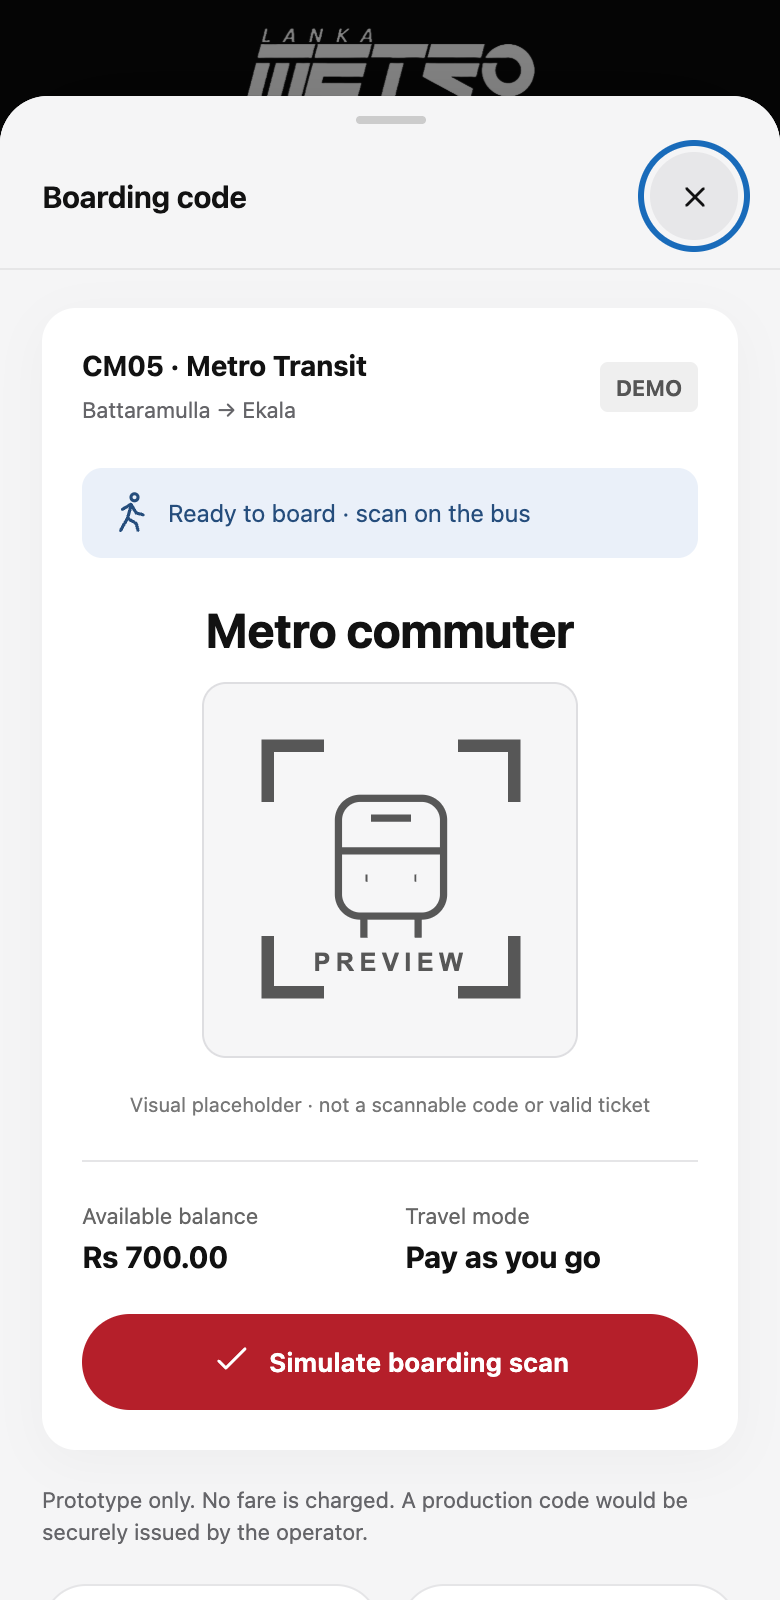 LANKA
METRO
Boarding code
CM05 · Metro Transit
DEMO
Battaramulla → Ekala
Ready to board · scan on the bus
Metro commuter
PREVIEW
Visual placeholder · not a scannable code or valid ticket
Available balance
Travel mode
Rs 700.00
Pay as you go
Simulate boarding scan
Prototype only. No fare is charged. A production code would be
securely issued by the operator.